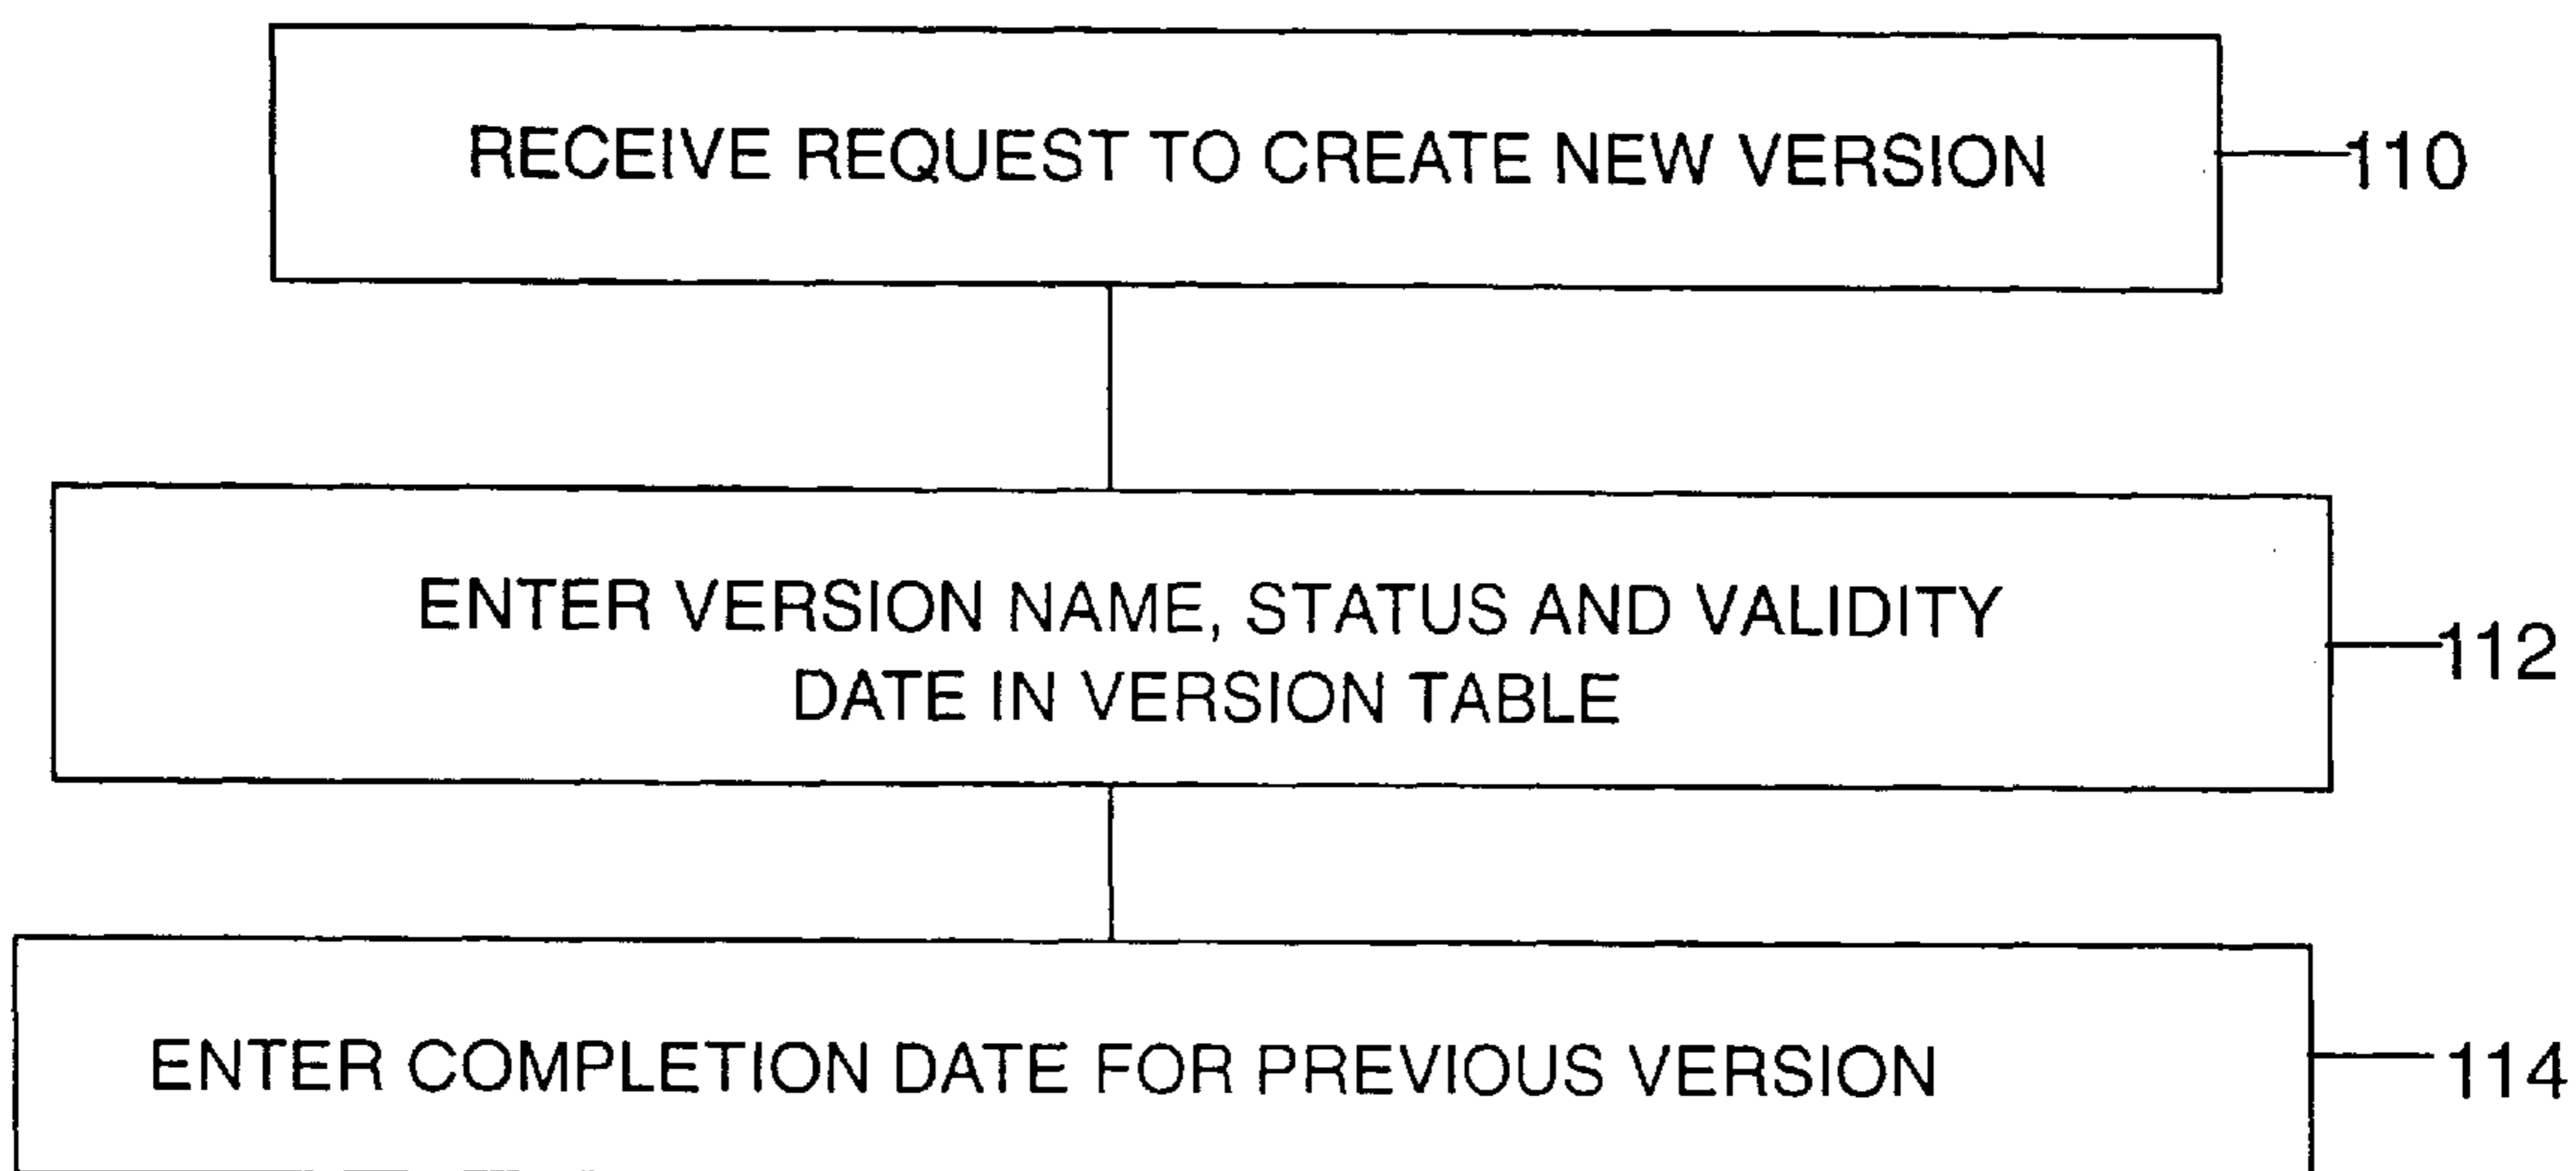 RECEIVE REQUEST TO CREATE NEW VERSION
110
ENTER VERSION NAME, STATUS AND VALIDITY
DATE IN VERSION TABLE
112
ENTER COMPLETION DATE FOR PREVIOUS VERSION
114